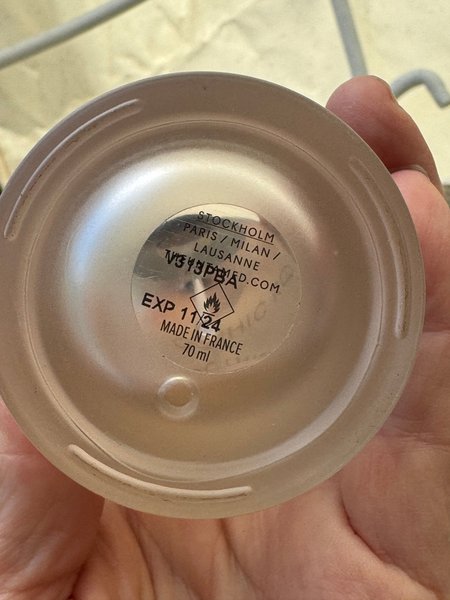 STOCKHOLM
PARIS / MILAN /
LAUSANNE
V313PBA
EXP 11/24
MADE IN FRANCE
70 ml